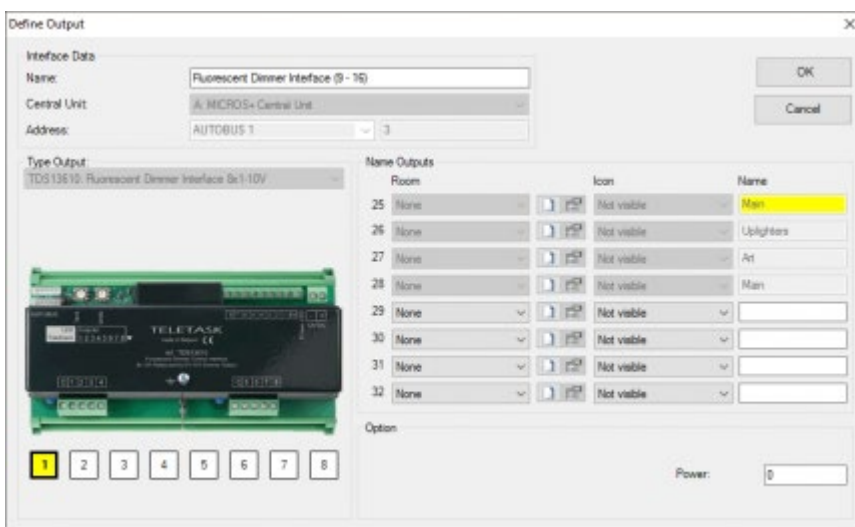 Define Output
Interface Data
Name: Fluorescent Dimmer Interface (9 - 16)
OK
Central Unit: A: MICROS+ Central Unit
Cancel
Address: AUTOBUS 1 3
Type Output:
TDS13610: Fluorescent Dimmer Interface 8x1-10V
Name Outputs
Room Icon Name
25 None Not visible Main
26 None Not visible Uplighters
27 None Not visible Art
28 None Not visible Main
29 None Not visible
30 None Not visible
31 None Not visible
32 None Not visible
AUTOBUS
TELETASK
CE
1 2 3 4 5 6 7 8
Option
Power: 0